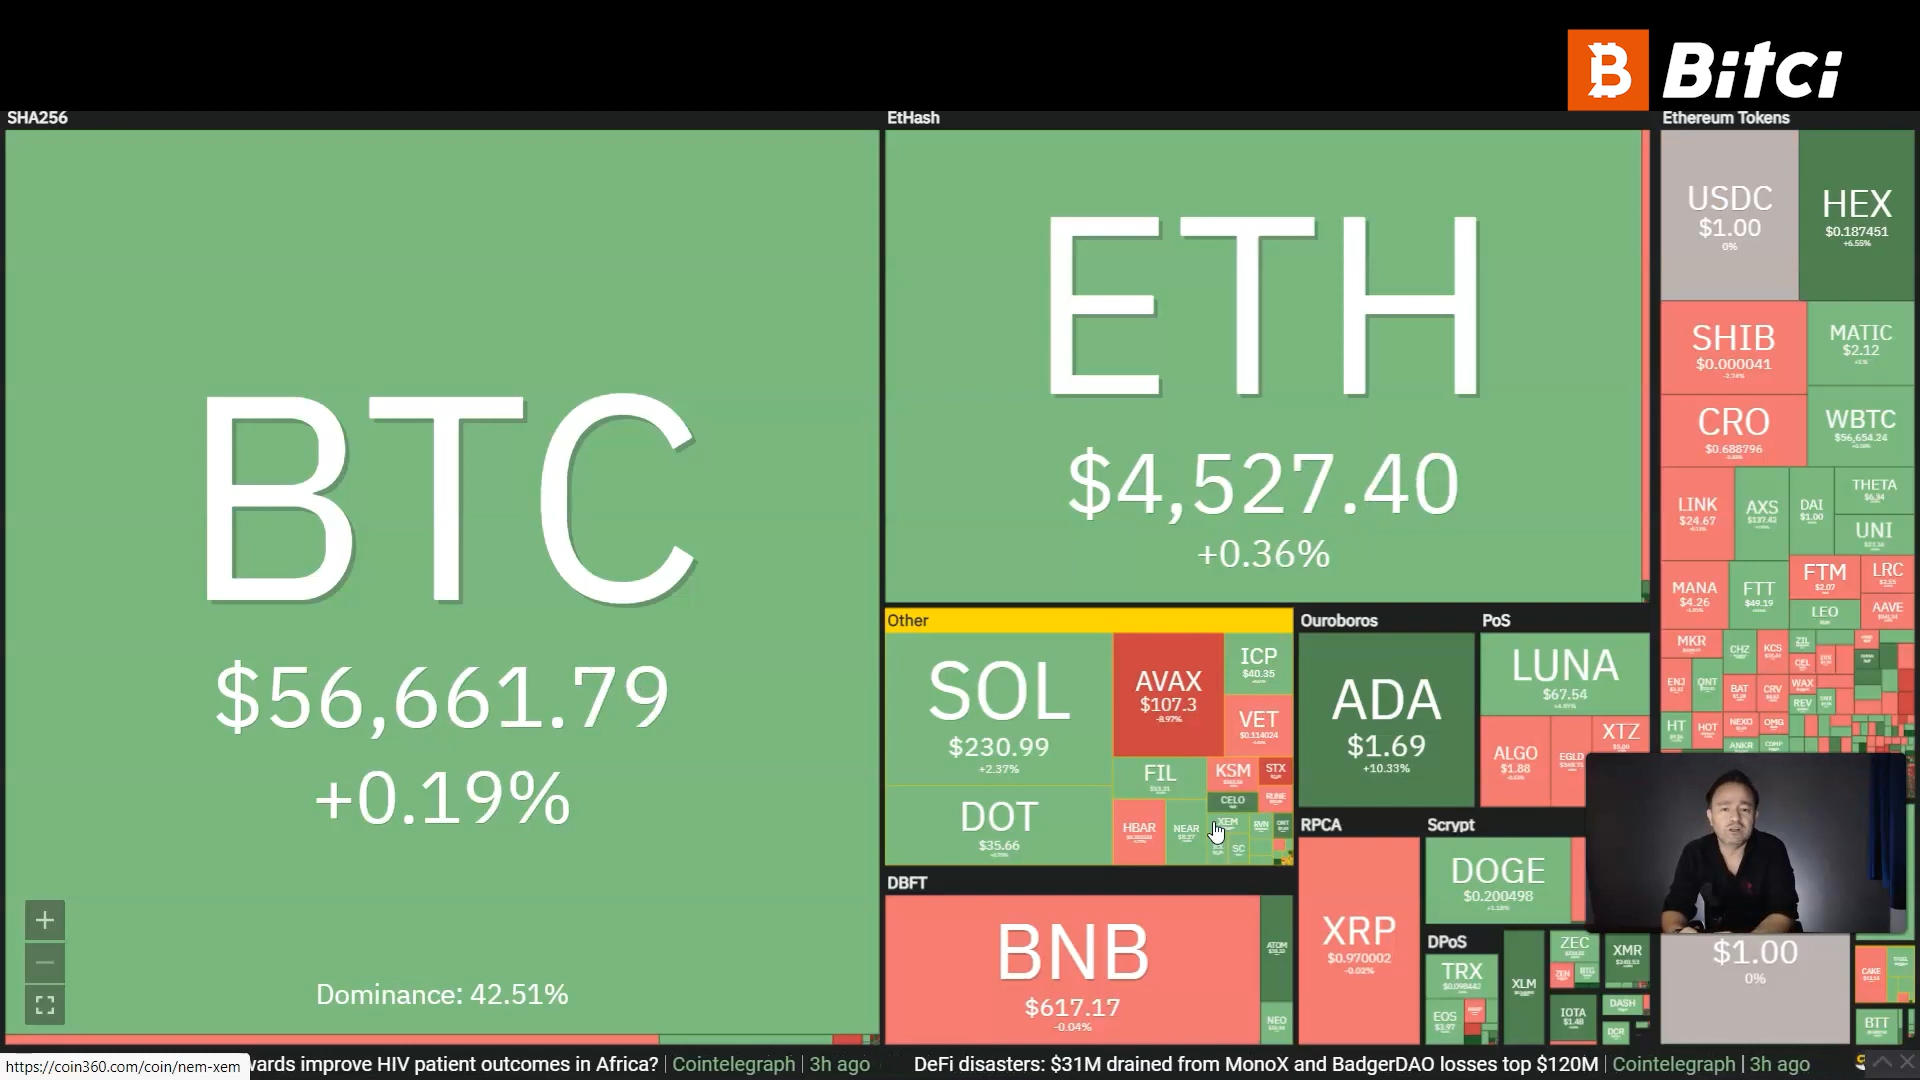 Bitci
SHA256
BTC
$56,661.79
+0.19%
Dominance: 42.51%
EtHash
ETH
$4,527.40
+0.36%
Ethereum Tokens
USDC
$1.00
0%
HEX
$0.187451
+6.55%
SHIB
$0.000041
MATIC
$2.12
CRO
$0.688796
WBTC
$56,654.24
LINK
$24.67
AXS
$137.42
DAI
$1.00
THETA
$6.34
UNI
MANA
$4.26
FTT
$49.19
FTM
$2.07
LRC
LEO
AAVE
MKR
CHZ
KCS
ZIL
CEL
ENJ
QNT
BAT
CRV
WAX
REV
HT
HOT
NEXO
OMG
ANKR
COMP
Other
SOL
$230.99
+2.37%
DOT
$35.66
AVAX
$107.3
-8.97%
ICP
$40.35
VET
$0.114024
FIL
KSM
STX
CELO
RUNE
HBAR
NEAR
XEM
RVN
SC
Ouroboros
ADA
$1.69
+10.33%
PoS
LUNA
$67.54
ALGO
$1.88
EGLD
XTZ
DBFT
BNB
$617.17
-0.04%
ATOM
NEO
RPCA
XRP
$0.970002
-0.02%
Scrypt
DOGE
$0.200498
DPoS
TRX
$0.098442
EOS
$3.97
XLM
ZEC
ZEN
BTG
XMR
IOTA
$1.48
DASH
DCR
$1.00
0%
CAKE
BTT
https://coin360.com/coin/nem-xem
wards improve HIV patient outcomes in Africa? | Cointelegraph | 3h ago
DeFi disasters: $31M drained from MonoX and BadgerDAO losses top $120M | Cointelegraph | 3h ago